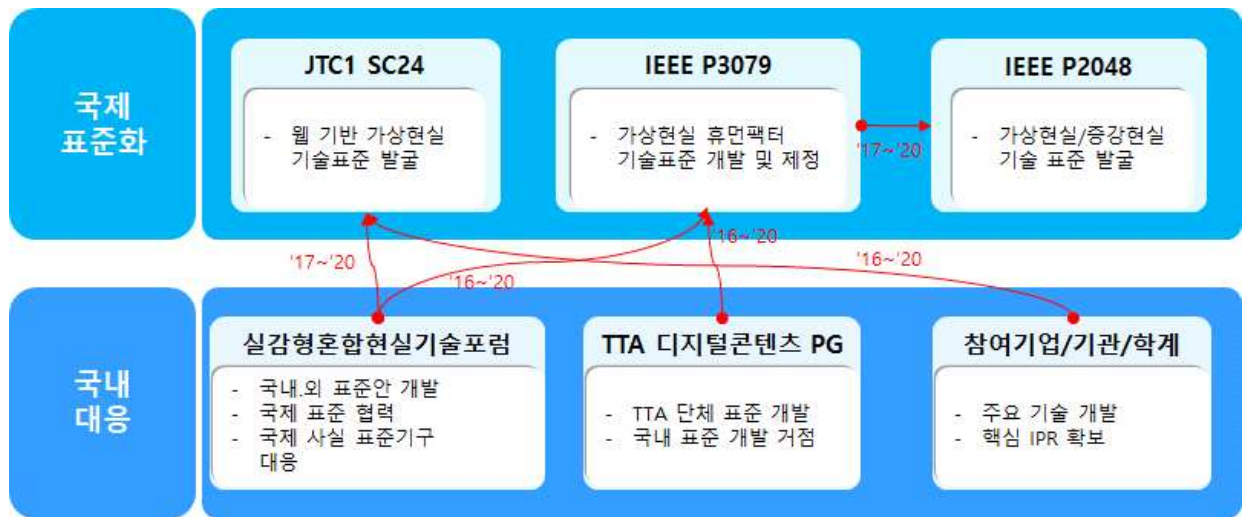 국제
표준화
JTC1 SC24
- 웹 기반 가상현실
기술표준 발굴
IEEE P3079
- 가상현실 휴먼팩터
기술표준 개발 및 제정
'17~'20
IEEE P2048
- 가상현실/증강현실
기술 표준 발굴
'17~'20
'16~'20
'16~'20
'16~'20
국내
대응
실감형혼합현실기술포럼
- 국내.외 표준안 개발
- 국제 표준 협력
- 국제 사실 표준기구
대응
TTA 디지털콘텐츠 PG
- TTA 단체 표준 개발
- 국내 표준 개발 거점
참여기업/기관/학계
- 주요 기술 개발
- 핵심 IPR 확보